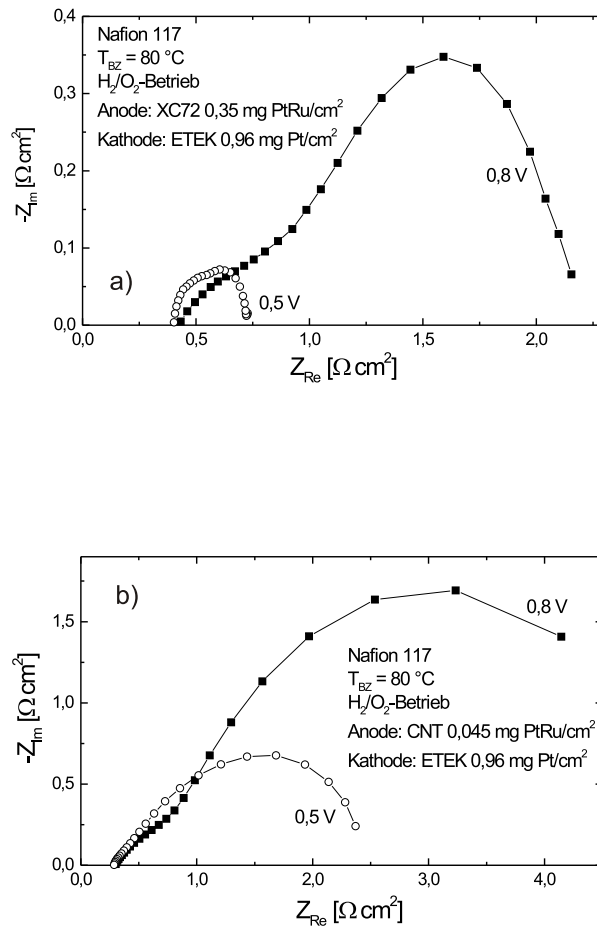 Nafion 117
T_BZ = 80 °C
H₂/O₂-Betrieb
Anode: XC72 0,35 mg PtRu/cm²
Kathode: ETEK 0,96 mg Pt/cm²
0,8 V
0,5 V
a)
0,4
0,3
0,2
0,1
0,0
-Z_Im [Ω cm²]
0,0 0,5 1,0 1,5 2,0
Z_Re [Ω cm²]
b)
0,8 V
Nafion 117
T_BZ = 80 °C
H₂/O₂-Betrieb
Anode: CNT 0,045 mg PtRu/cm²
Kathode: ETEK 0,96 mg Pt/cm²
0,5 V
1,5
1,0
0,5
0,0
-Z_Im [Ω cm²]
0,0 1,0 2,0 3,0 4,0
Z_Re [Ω cm²]